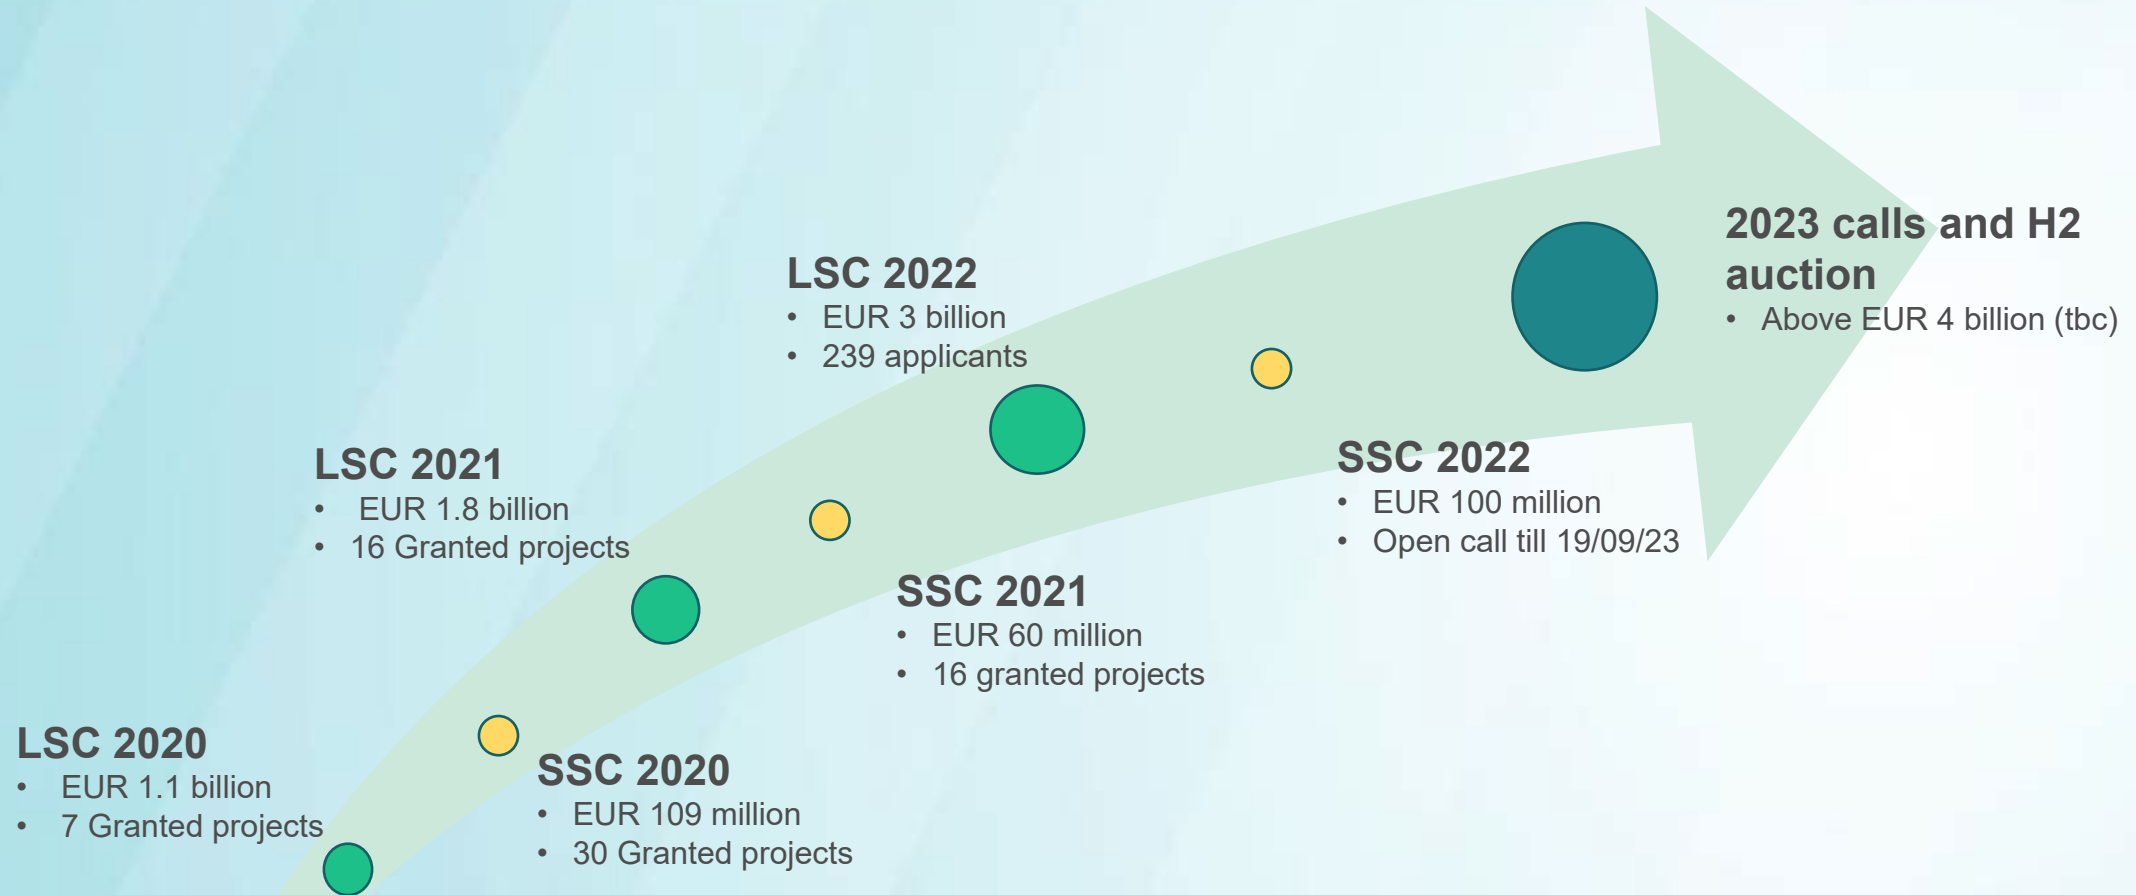 LSC 2020
• EUR 1.1 billion
• 7 Granted projects
SSC 2020
• EUR 109 million
• 30 Granted projects
LSC 2021
• EUR 1.8 billion
• 16 Granted projects
SSC 2021
• EUR 60 million
• 16 granted projects
LSC 2022
• EUR 3 billion
• 239 applicants
SSC 2022
• EUR 100 million
• Open call till 19/09/23
2023 calls and H2
auction
• Above EUR 4 billion (tbc)